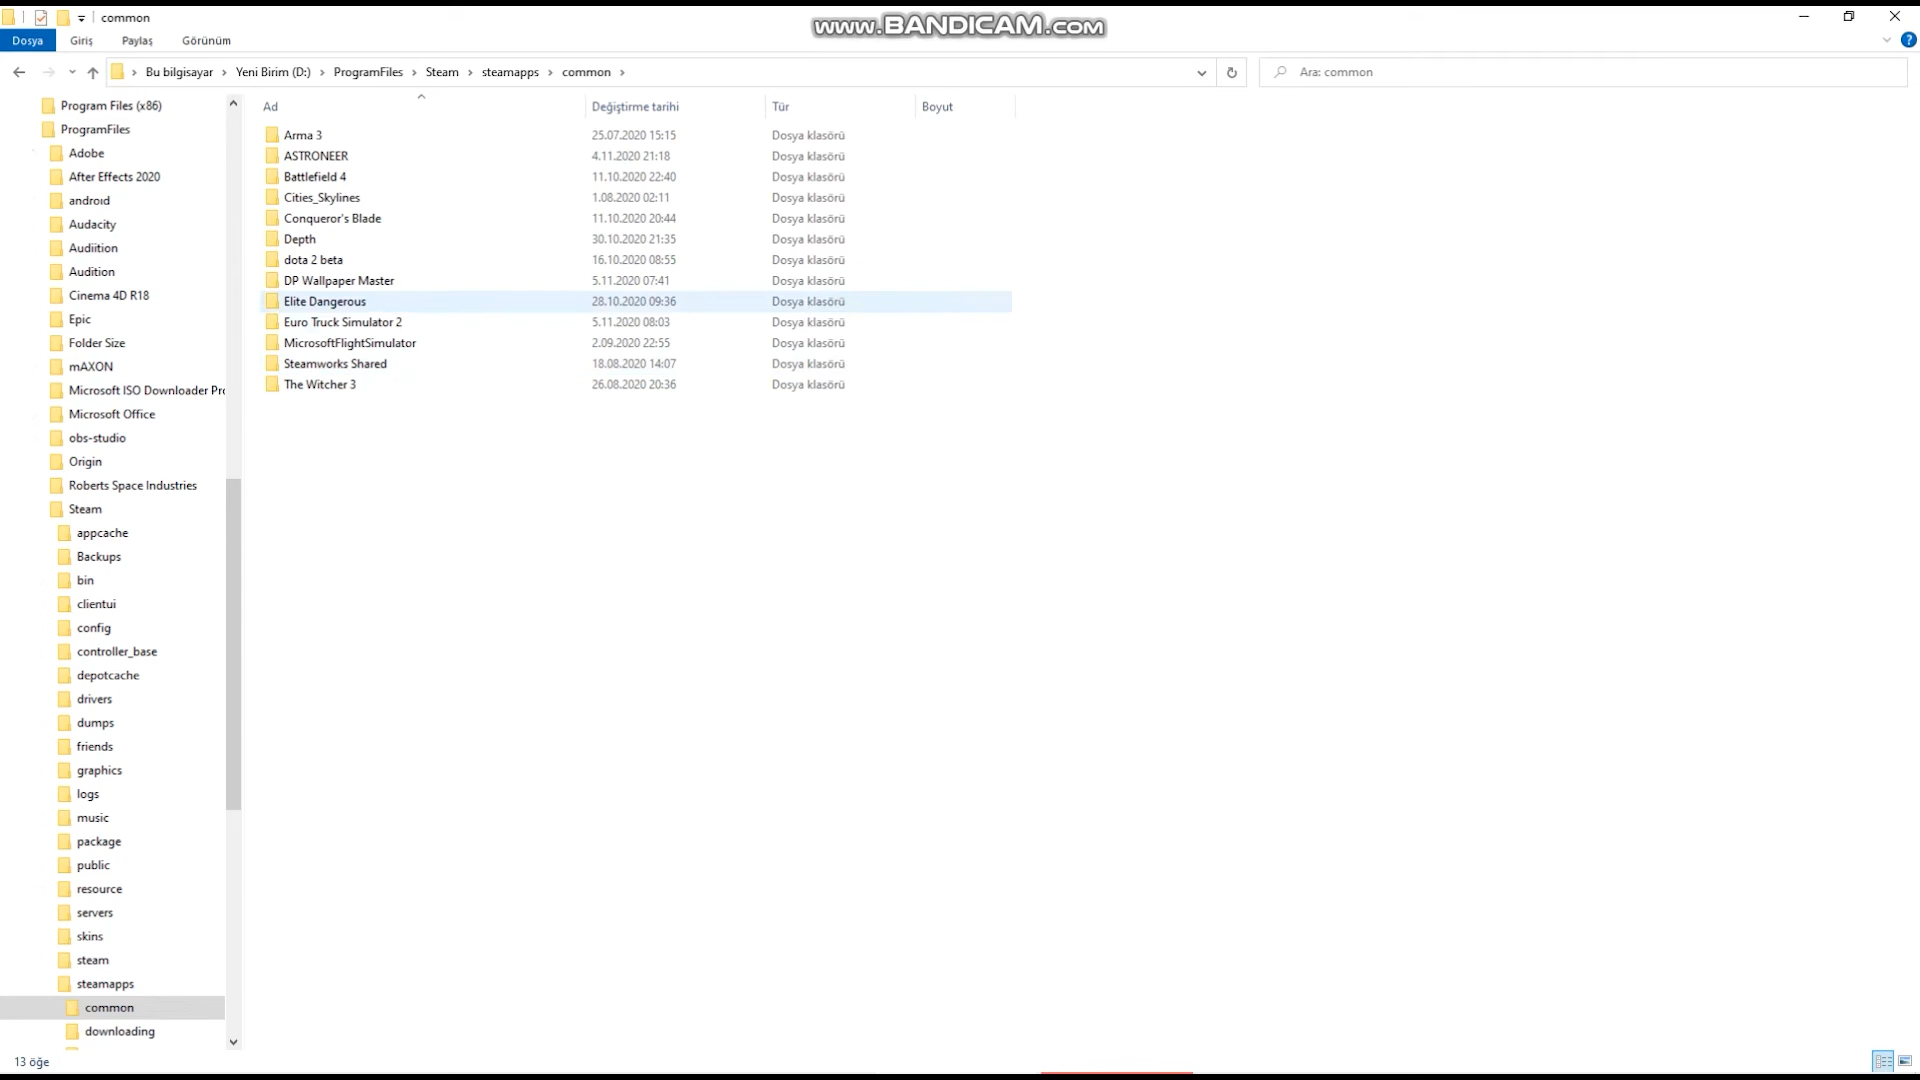 common
www.BANDICAM.com
Dosya Giriş Paylaş Görünüm
Bu bilgisayar › Yeni Birim (D:) › ProgramFiles › Steam › steamapps › common ›
Ara: common
Program Files (x86)
ProgramFiles
Adobe
After Effects 2020
android
Audacity
Audiition
Audition
Cinema 4D R18
Epic
Folder Size
mAXON
Microsoft ISO Downloader Pro
Microsoft Office
obs-studio
Origin
Roberts Space Industries
Steam
appcache
Backups
bin
clientui
config
controller_base
depotcache
drivers
dumps
friends
graphics
logs
music
package
public
resource
servers
skins
steam
steamapps
common
downloading
Ad Değiştirme tarihi Tür Boyut
Arma 3 25.07.2020 15:15 Dosya klasörü
ASTRONEER 4.11.2020 21:18 Dosya klasörü
Battlefield 4 11.10.2020 22:40 Dosya klasörü
Cities_Skylines 1.08.2020 02:11 Dosya klasörü
Conqueror's Blade 11.10.2020 20:44 Dosya klasörü
Depth 30.10.2020 21:35 Dosya klasörü
dota 2 beta 16.10.2020 08:55 Dosya klasörü
DP Wallpaper Master 5.11.2020 07:41 Dosya klasörü
Elite Dangerous 28.10.2020 09:36 Dosya klasörü
Euro Truck Simulator 2 5.11.2020 08:03 Dosya klasörü
MicrosoftFlightSimulator 2.09.2020 22:55 Dosya klasörü
Steamworks Shared 18.08.2020 14:07 Dosya klasörü
The Witcher 3 26.08.2020 20:36 Dosya klasörü
13 öğe